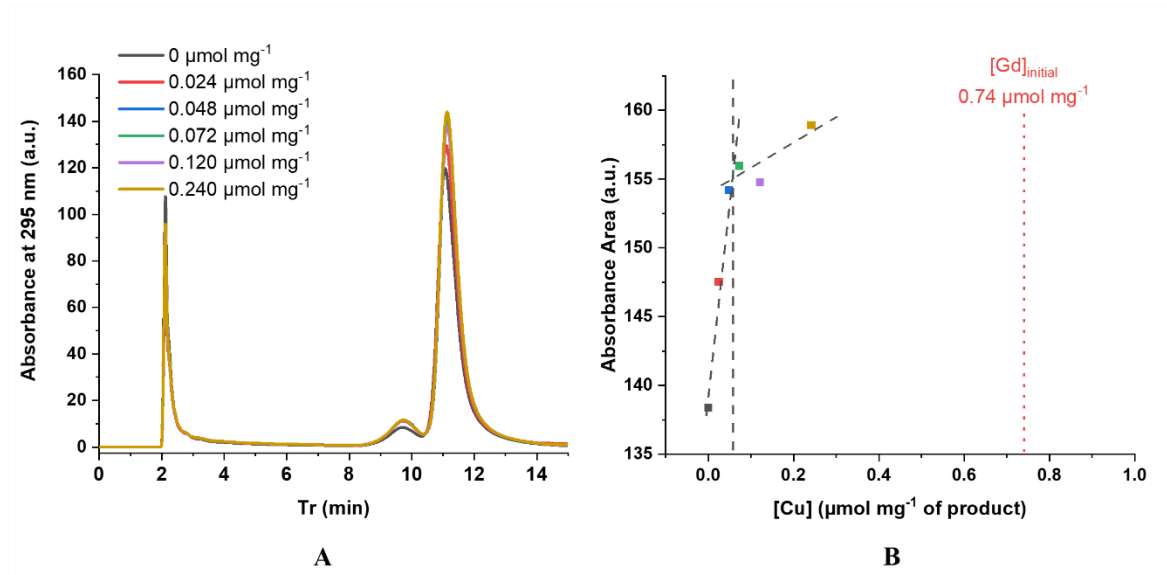 0 µmol mg⁻¹
0.024 µmol mg⁻¹
0.048 µmol mg⁻¹
0.072 µmol mg⁻¹
0.120 µmol mg⁻¹
0.240 µmol mg⁻¹
Absorbance at 295 nm (a.u.)
160
140
120
100
80
60
40
20
0
0 2 4 6 8 10 12 14
Tr (min)
A
[Gd]initial
0.74 µmol mg⁻¹
Absorbance Area (a.u.)
160
155
150
145
140
135
0.0 0.2 0.4 0.6 0.8 1.0
[Cu] (µmol mg⁻¹ of product)
B